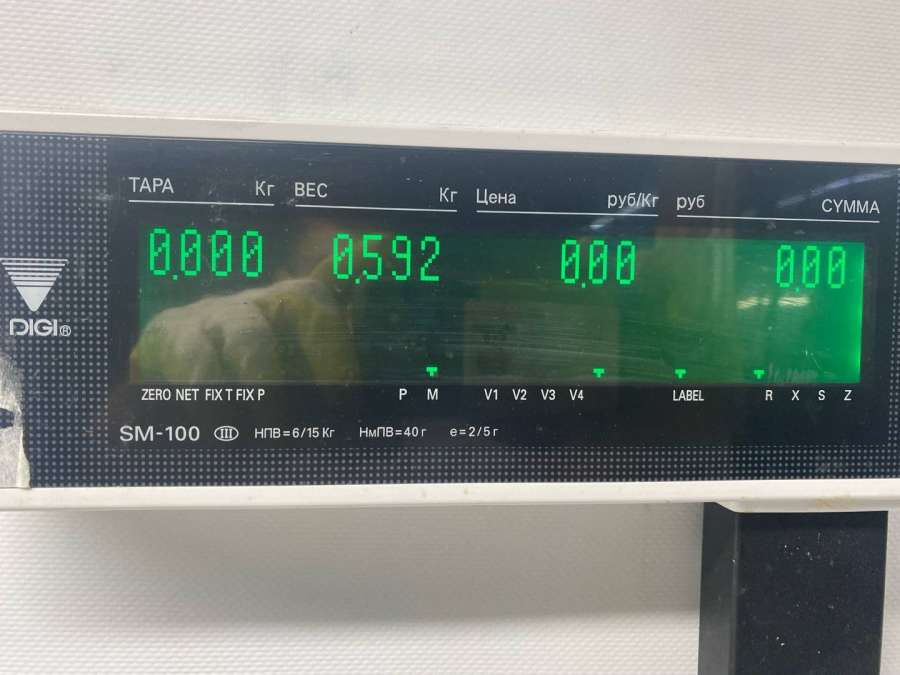 ТАРА Кг ВЕС Кг Цена руб/Кг руб СУММА
0.000 0.592 0.00 0.00
DIGI®
ZERO NET FIX T FIX P P M V1 V2 V3 V4 LABEL R X S Z
SM-100 III НПВ=6/15 Кг НмПВ=40 г e=2/5 г